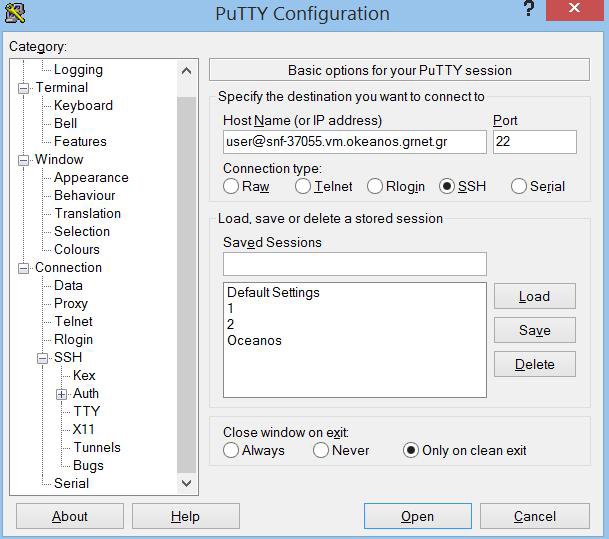 PuTTY Configuration
?
X
Category:
Logging
Terminal
Keyboard
Bell
Features
Window
Appearance
Behaviour
Translation
Selection
Colours
Connection
Data
Proxy
Telnet
Rlogin
SSH
Kex
Auth
TTY
X11
Tunnels
Bugs
Serial
Basic options for your PuTTY session
Specify the destination you want to connect to
Host Name (or IP address) Port
user@snf-37055.vm.okeanos.grnet.gr 22
Connection type:
Raw Telnet Rlogin SSH Serial
Load, save or delete a stored session
Saved Sessions
Default Settings
1
2
Oceanos
Load
Save
Delete
Close window on exit:
Always Never Only on clean exit
About Help Open Cancel